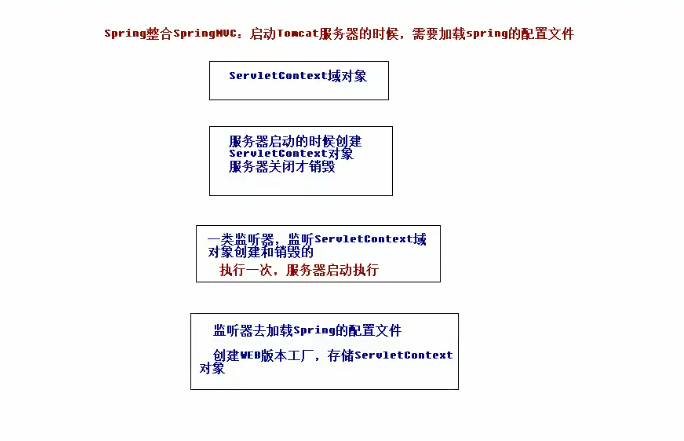 Spring整合SpringMVC：启动Tomcat服务器的时候，需要加载spring的配置文件
ServletContext域对象
服务器启动的时候创建
ServletContext对象
服务器关闭才销毁
一类监听器，监听ServletContext域
对象创建和销毁的
执行一次，服务器启动执行
监听器去加载Spring的配置文件
创建WEB版本工厂，存储ServletContext
对象